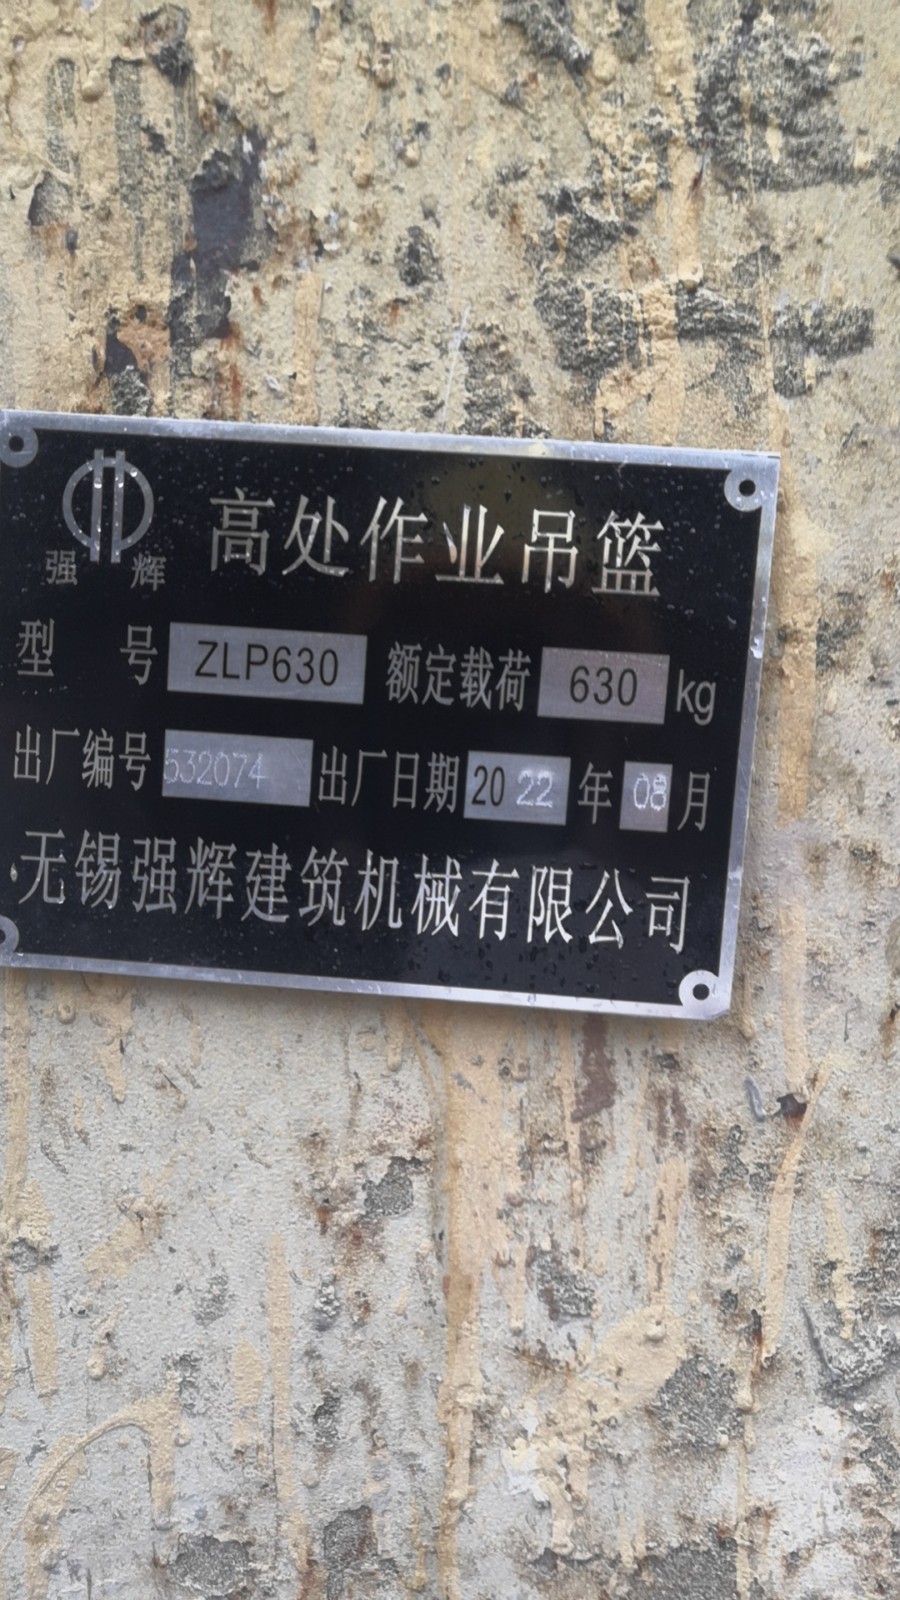 强辉 高处作业吊篮
型号 ZLP630 额定载荷 630 kg
出厂编号 532074 出厂日期 2022 年 08 月
无锡强辉建筑机械有限公司